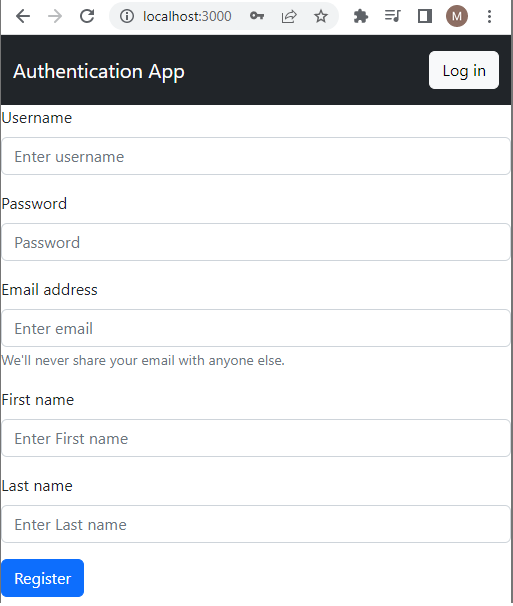 localhost:3000
M
Authentication App
Log in
Username
Enter username
Password
Password
Email address
Enter email
We'll never share your email with anyone else.
First name
Enter First name
Last name
Enter Last name
Register